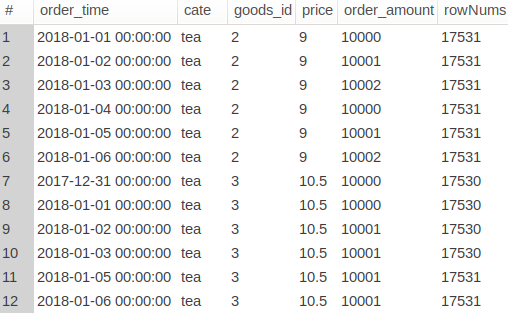 # order_time cate goods_id price order_amount rowNums
1 2018-01-01 00:00:00 tea 2 9 10000 17531
2 2018-01-02 00:00:00 tea 2 9 10001 17531
3 2018-01-03 00:00:00 tea 2 9 10002 17531
4 2018-01-04 00:00:00 tea 2 9 10000 17531
5 2018-01-05 00:00:00 tea 2 9 10001 17531
6 2018-01-06 00:00:00 tea 2 9 10002 17531
7 2017-12-31 00:00:00 tea 3 10.5 10000 17530
8 2018-01-01 00:00:00 tea 3 10.5 10000 17530
9 2018-01-02 00:00:00 tea 3 10.5 10001 17530
10 2018-01-03 00:00:00 tea 3 10.5 10001 17530
11 2018-01-05 00:00:00 tea 3 10.5 10001 17531
12 2018-01-06 00:00:00 tea 3 10.5 10001 17531